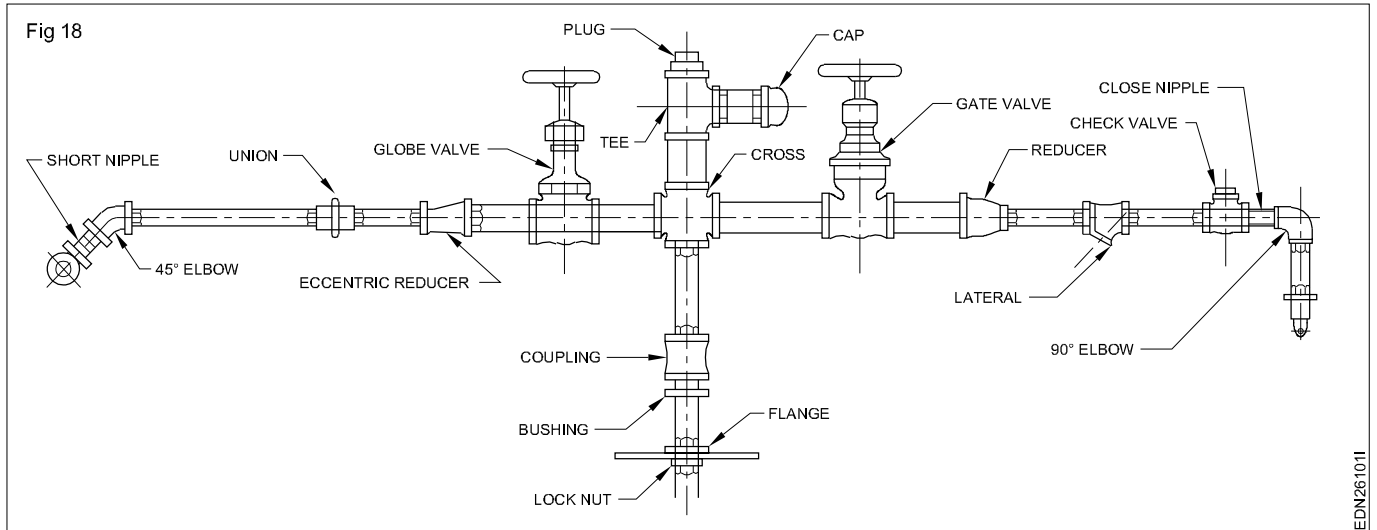 Fig 18
PLUG
CAP
CLOSE NIPPLE
GATE VALVE
CHECK VALVE
TEE
SHORT NIPPLE
UNION
GLOBE VALVE
CROSS
REDUCER
45° ELBOW
ECCENTRIC REDUCER
LATERAL
90° ELBOW
COUPLING
FLANGE
BUSHING
LOCK NUT
EDN26101I